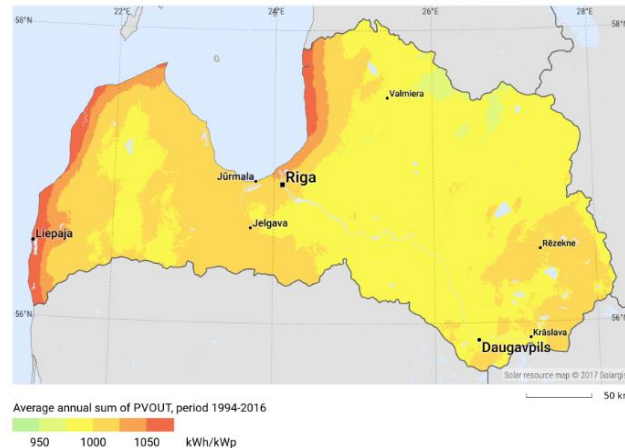 58°N
22°E
24°E
26°E
28°E
58°N
Valmiera
Jūrmala
Riga
Jelgava
Liepaja
Rēzekne
56°N
56°N
Krāslava
Daugavpils
Solar resource map © 2017 Solargis
50 km
Average annual sum of PVOUT, period 1994-2016
950 1000 1050 kWh/kWp